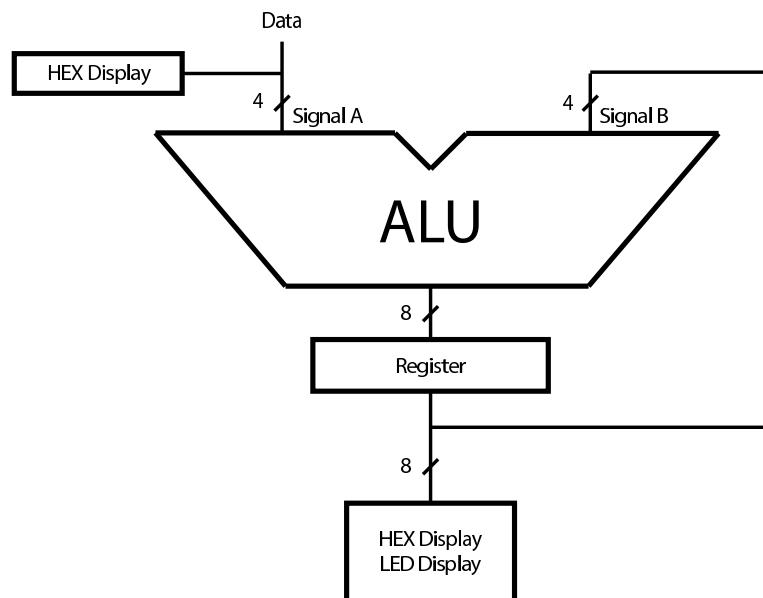 Data
HEX Display
4
Signal A
4
Signal B
ALU
8
Register
8
HEX Display
LED Display